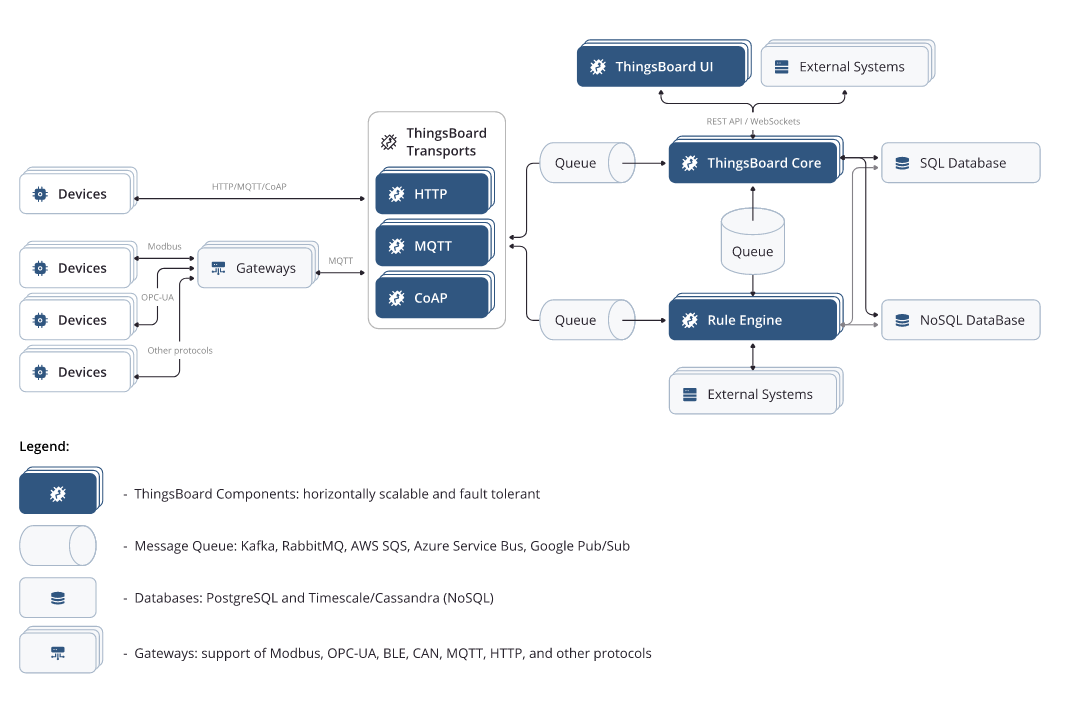 ThingsBoard UI
External Systems
REST API / WebSockets
ThingsBoard
Transports
Queue
ThingsBoard Core
SQL Database
Devices
HTTP/MQTT/CoAP
HTTP
Modbus
MQTT
Queue
Devices
Gateways
MQTT
OPC-UA
CoAP
Devices
Queue
Rule Engine
NoSQL DataBase
Other protocols
Devices
External Systems
Legend:
- ThingsBoard Components: horizontally scalable and fault tolerant
- Message Queue: Kafka, RabbitMQ, AWS SQS, Azure Service Bus, Google Pub/Sub
- Databases: PostgreSQL and Timescale/Cassandra (NoSQL)
- Gateways: support of Modbus, OPC-UA, BLE, CAN, MQTT, HTTP, and other protocols